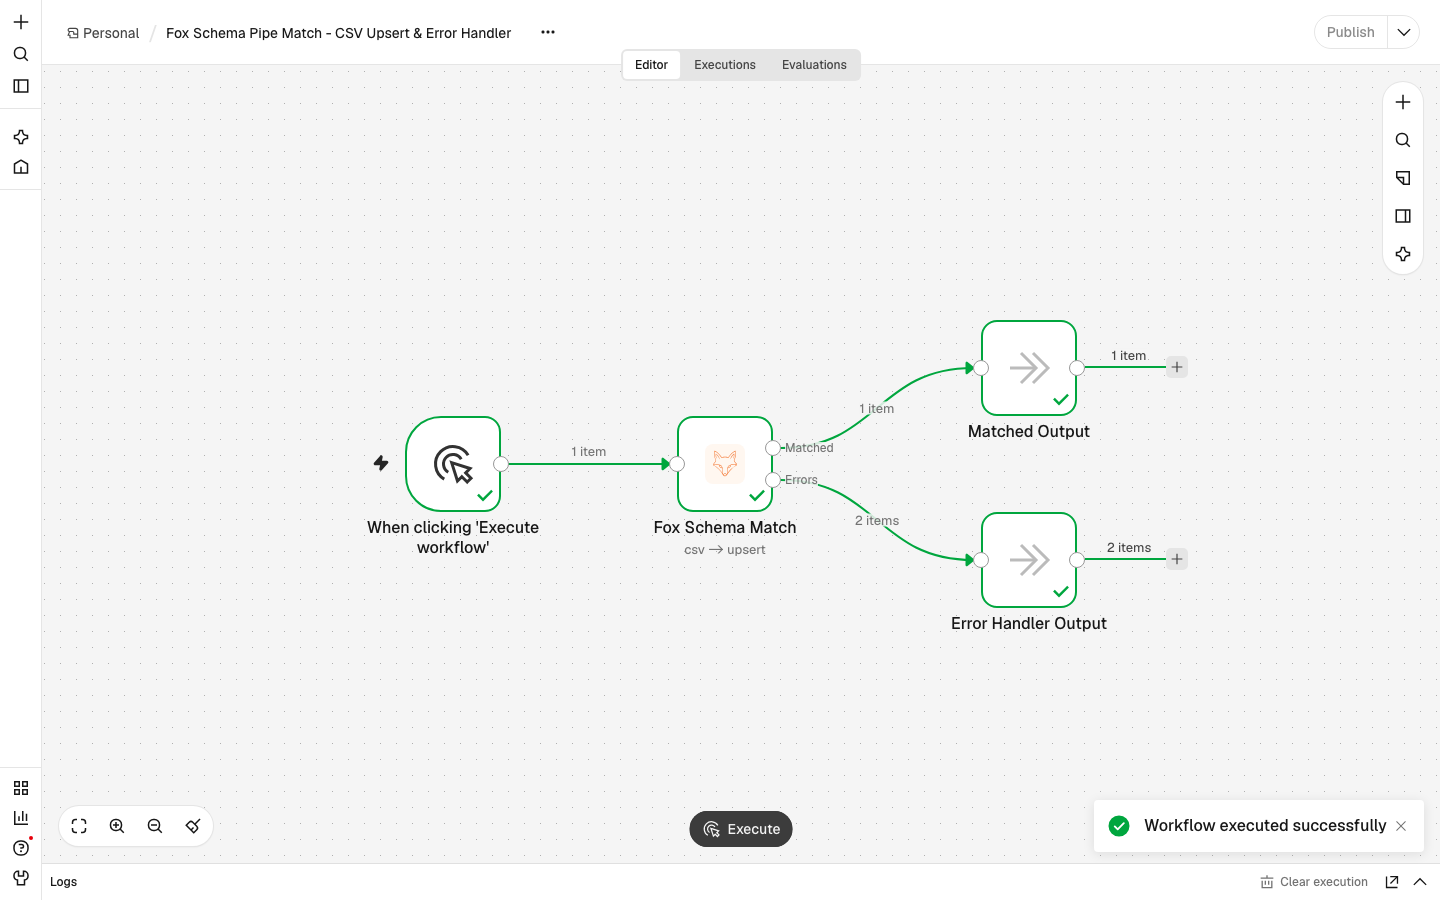 Personal / Fox Schema Pipe Match - CSV Upsert & Error Handler
Publish
Editor Executions Evaluations
1 item
Matched Output
1 item
1 item
Matched
Errors
When clicking 'Execute
workflow'
Fox Schema Match
csv → upsert
2 items
2 items
Error Handler Output
Execute
Workflow executed successfully
Logs
Clear execution